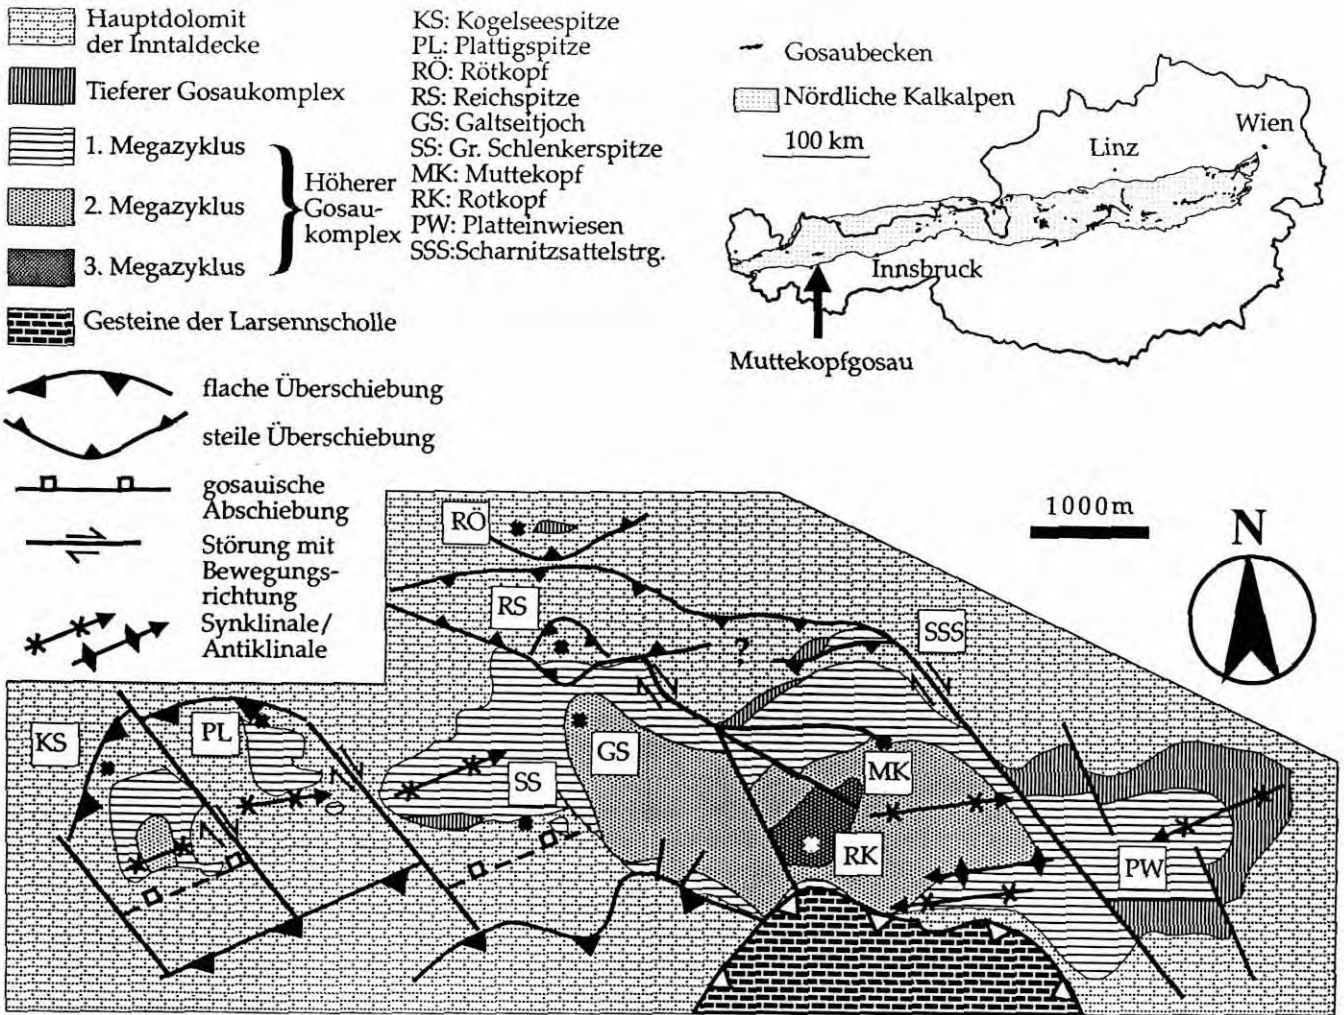 Hauptdolomit
der Inntaldecke
Tieferer Gosaukomplex
1. Megazyklus
2. Megazyklus
3. Megazyklus
Höherer
Gosau-
komplex
Gesteine der Larsennscholle
flache Überschiebung
steile Überschiebung
gosauische
Abschiebung
Störung mit
Bewegungs-
richtung
Synklinale/
Antiklinale
KS: Kogelseespitze
PL: Plattigspitze
RÖ: Rötkopf
RS: Reichspitze
GS: Galtseitjoch
SS: Gr. Schlenkerspitze
MK: Muttekopf
RK: Rotkopf
PW: Platteinwiesen
SSS:Scharnitzsattelstrg.
Gosaubecken
Nördliche Kalkalpen
100 km
Wien
Linz
Innsbruck
Muttekopfgosau
1000m
N
RÖ
RS
SSS
?
KS
PL
GS
SS
MK
RK
PW